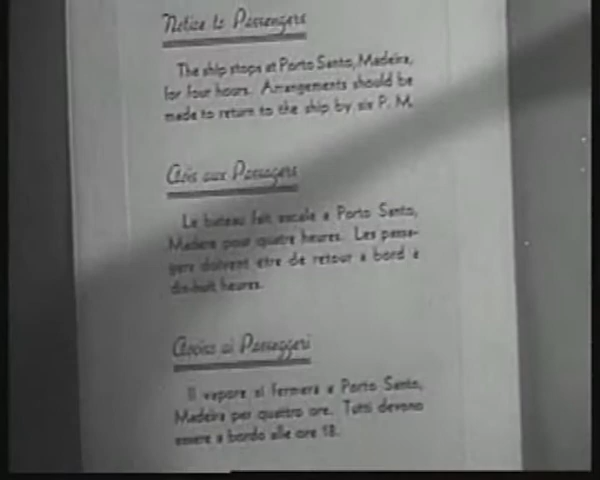 Notice to Passengers
The ship stops at Porto Santo, Madeira,
for four hours. Arrangements should be
made to return to the ship by six P. M.
Avis aux Passagers
Le bateau fait escale a Porto Santo,
Madere pour quatre heures. Les passa-
gers doivent etre de retour a bord a
dix-huit heures.
Avviso ai Passeggeri
Il vapore si fermera a Porto Santo,
Madeira per quattro ore. Tutti devono
essere a bordo alle ore 18.